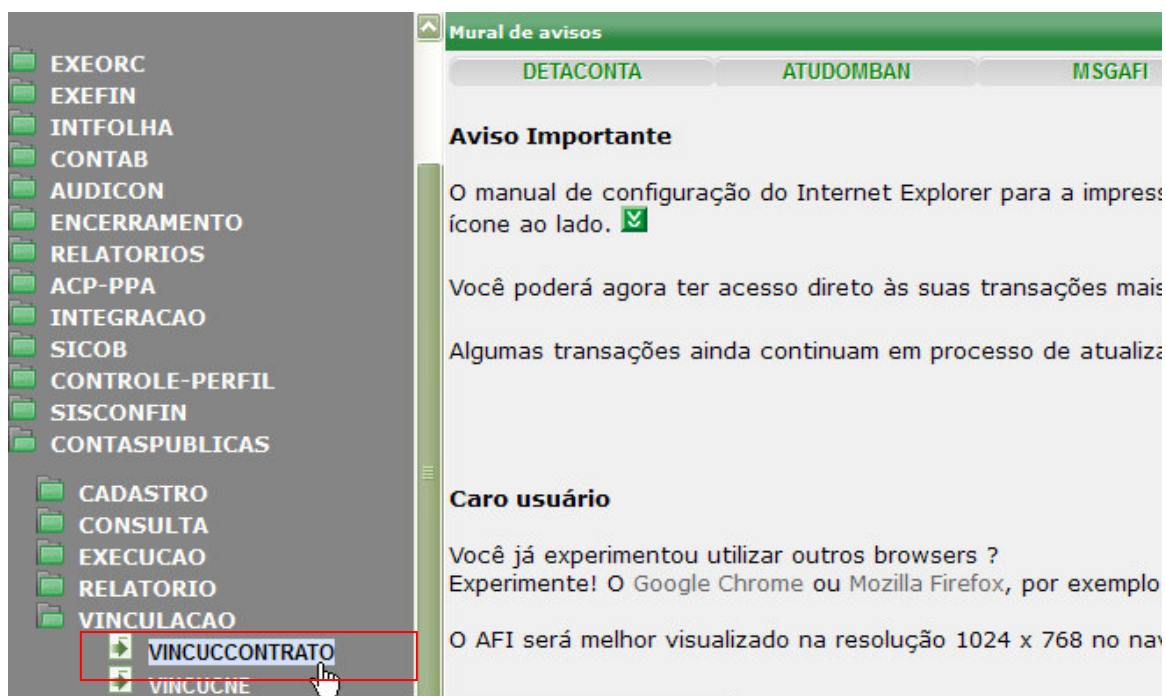 EXEORC
EXEFIN
INTFOLHA
CONTAB
AUDICON
ENCERRAMENTO
RELATORIOS
ACP-PPA
INTEGRACAO
SICOB
CONTROLE-PERFIL
SISCONFIN
CONTASPUBLICAS
CADASTRO
CONSULTA
EXECUCAO
RELATORIO
VINCULACAO
VINCUCCONTRATO
VINCUCNE
Mural de avisos
DETACONTA ATUDOMBAN MSGAFI
Aviso Importante
O manual de configuração do Internet Explorer para a impress
ícone ao lado.
Você poderá agora ter acesso direto às suas transações mais
Algumas transações ainda continuam em processo de atualiza
Caro usuário
Você já experimentou utilizar outros browsers ?
Experimente! O Google Chrome ou Mozilla Firefox, por exemplo
O AFI será melhor visualizado na resolução 1024 x 768 no nav